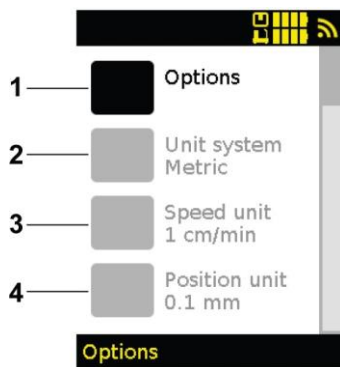 1
Options
2
Unit system
Metric
3
Speed unit
1 cm/min
4
Position unit
0.1 mm
Options